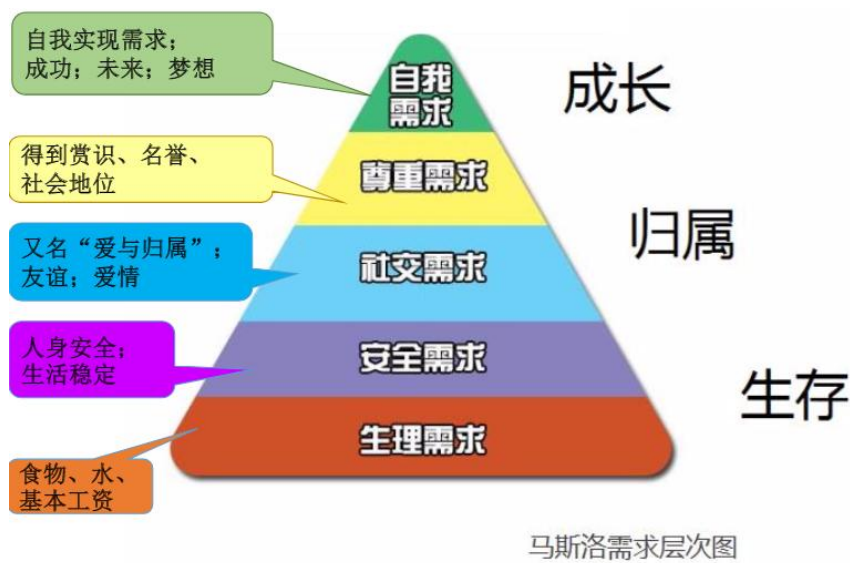 自我实现需求；
成功；未来；梦想
自我
需求
成长
得到赏识、名誉、
社会地位
尊重需求
归属
又名“爱与归属”；
友谊；爱情
社交需求
人身安全；
生活稳定
安全需求
生存
食物、水、
基本工资
生理需求
马斯洛需求层次图